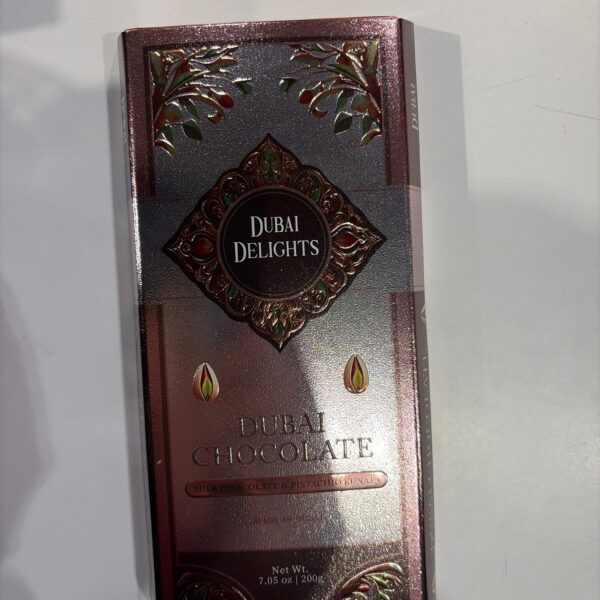 DUBAI
DELIGHTS
DUBAI
CHOCOLATE
MILK CHOCOLATE & PISTACHIO KUNAFA
Net Wt.
7.05 oz | 200g
DUBAI